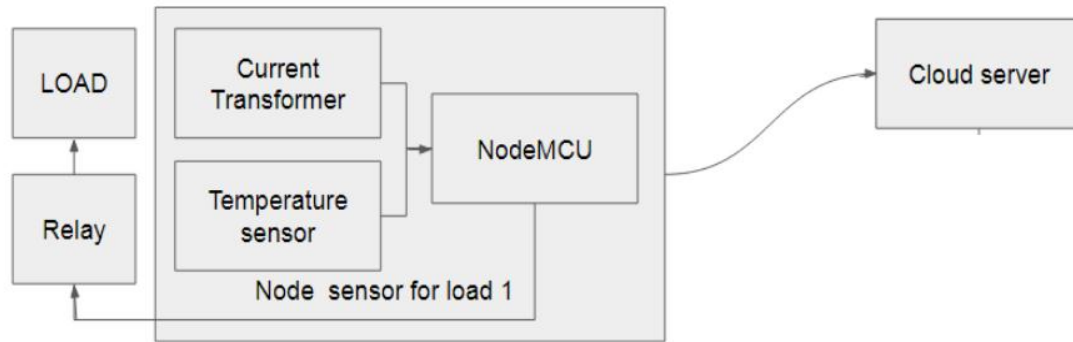 LOAD
Relay
Current
Transformer
Temperature
sensor
NodeMCU
Node sensor for load 1
Cloud server